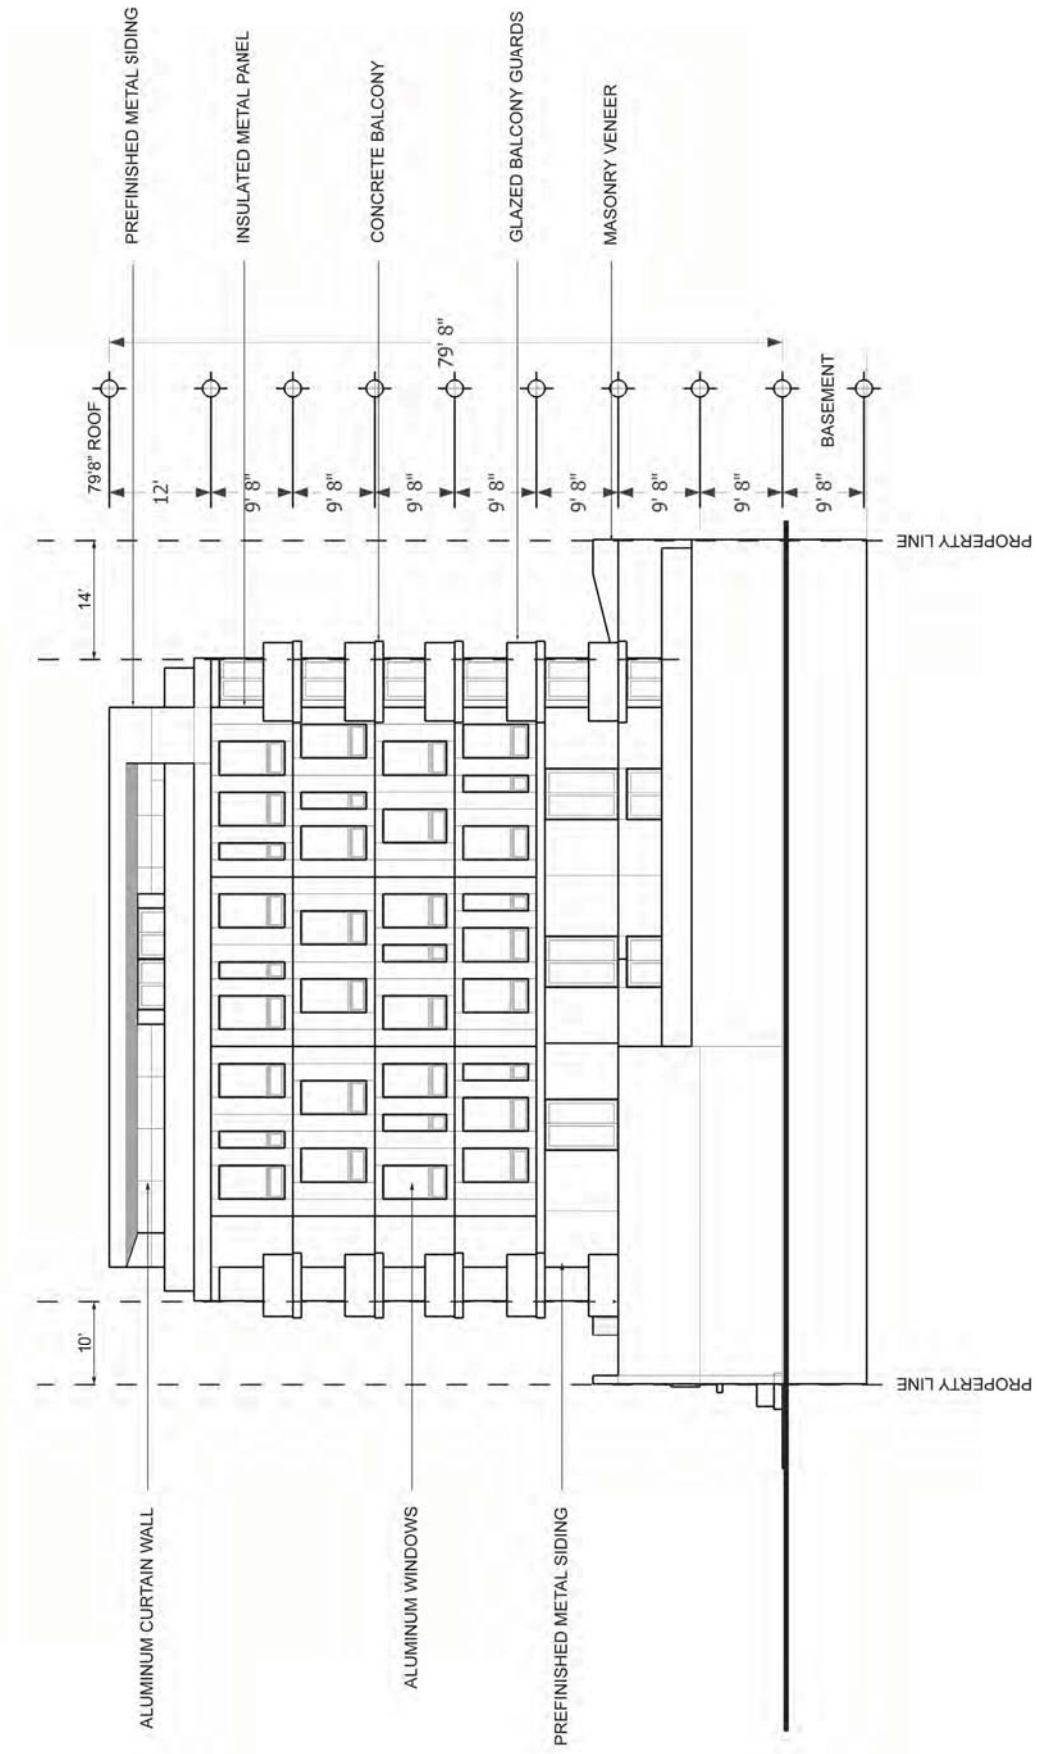 PREFINISHED METAL SIDING
INSULATED METAL PANEL
CONCRETE BALCONY
GLAZED BALCONY GUARDS
MASONRY VENEER
79' 8"
79'8" ROOF
BASEMENT
12'
9' 8"
9' 8"
9' 8"
9' 8"
9' 8"
9' 8"
9' 8"
9' 8"
14'
PROPERTY LINE
10'
PROPERTY LINE
ALUMINUM CURTAIN WALL
ALUMINUM WINDOWS
PREFINISHED METAL SIDING